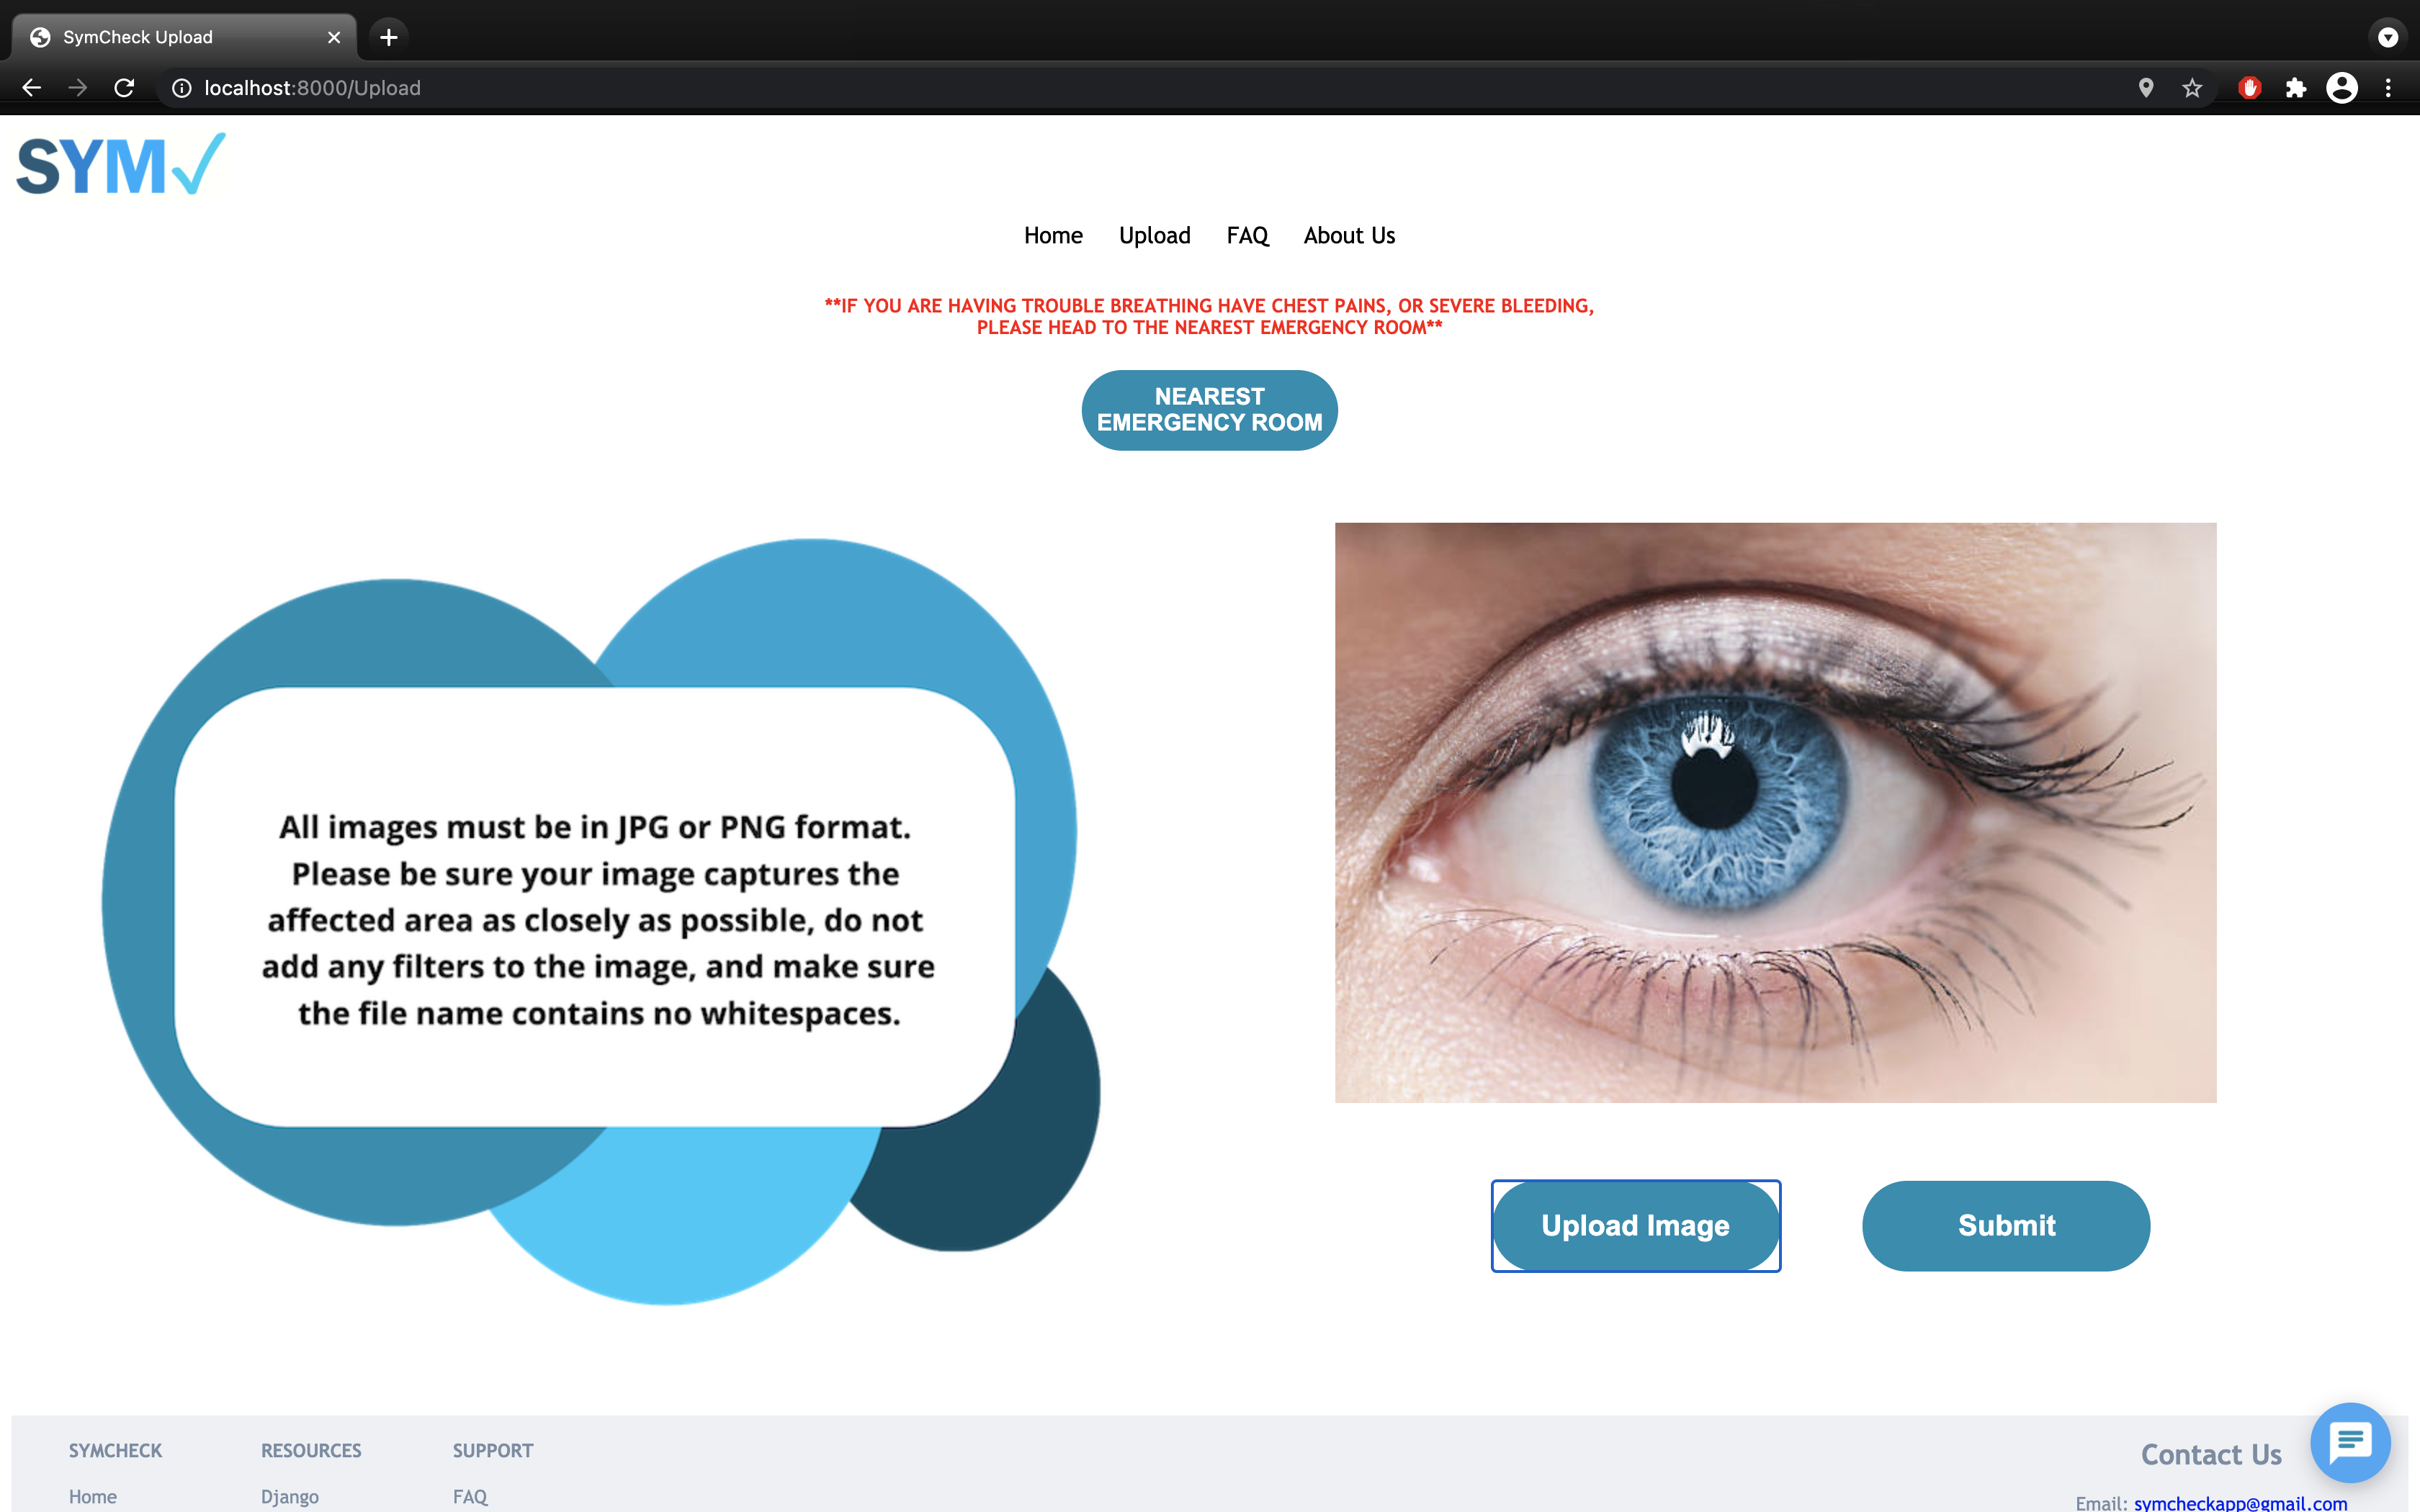 SymCheck Upload
localhost:8000/Upload
SYM
Home Upload FAQ About Us
**IF YOU ARE HAVING TROUBLE BREATHING HAVE CHEST PAINS, OR SEVERE BLEEDING,
PLEASE HEAD TO THE NEAREST EMERGENCY ROOM**
NEAREST
EMERGENCY ROOM
All images must be in JPG or PNG format.
Please be sure your image captures the
affected area as closely as possible, do not
add any filters to the image, and make sure
the file name contains no whitespaces.
Upload Image
Submit
SYMCHECK RESOURCES SUPPORT
Contact Us
Home Django FAQ
Email: symcheckapp@gmail.com